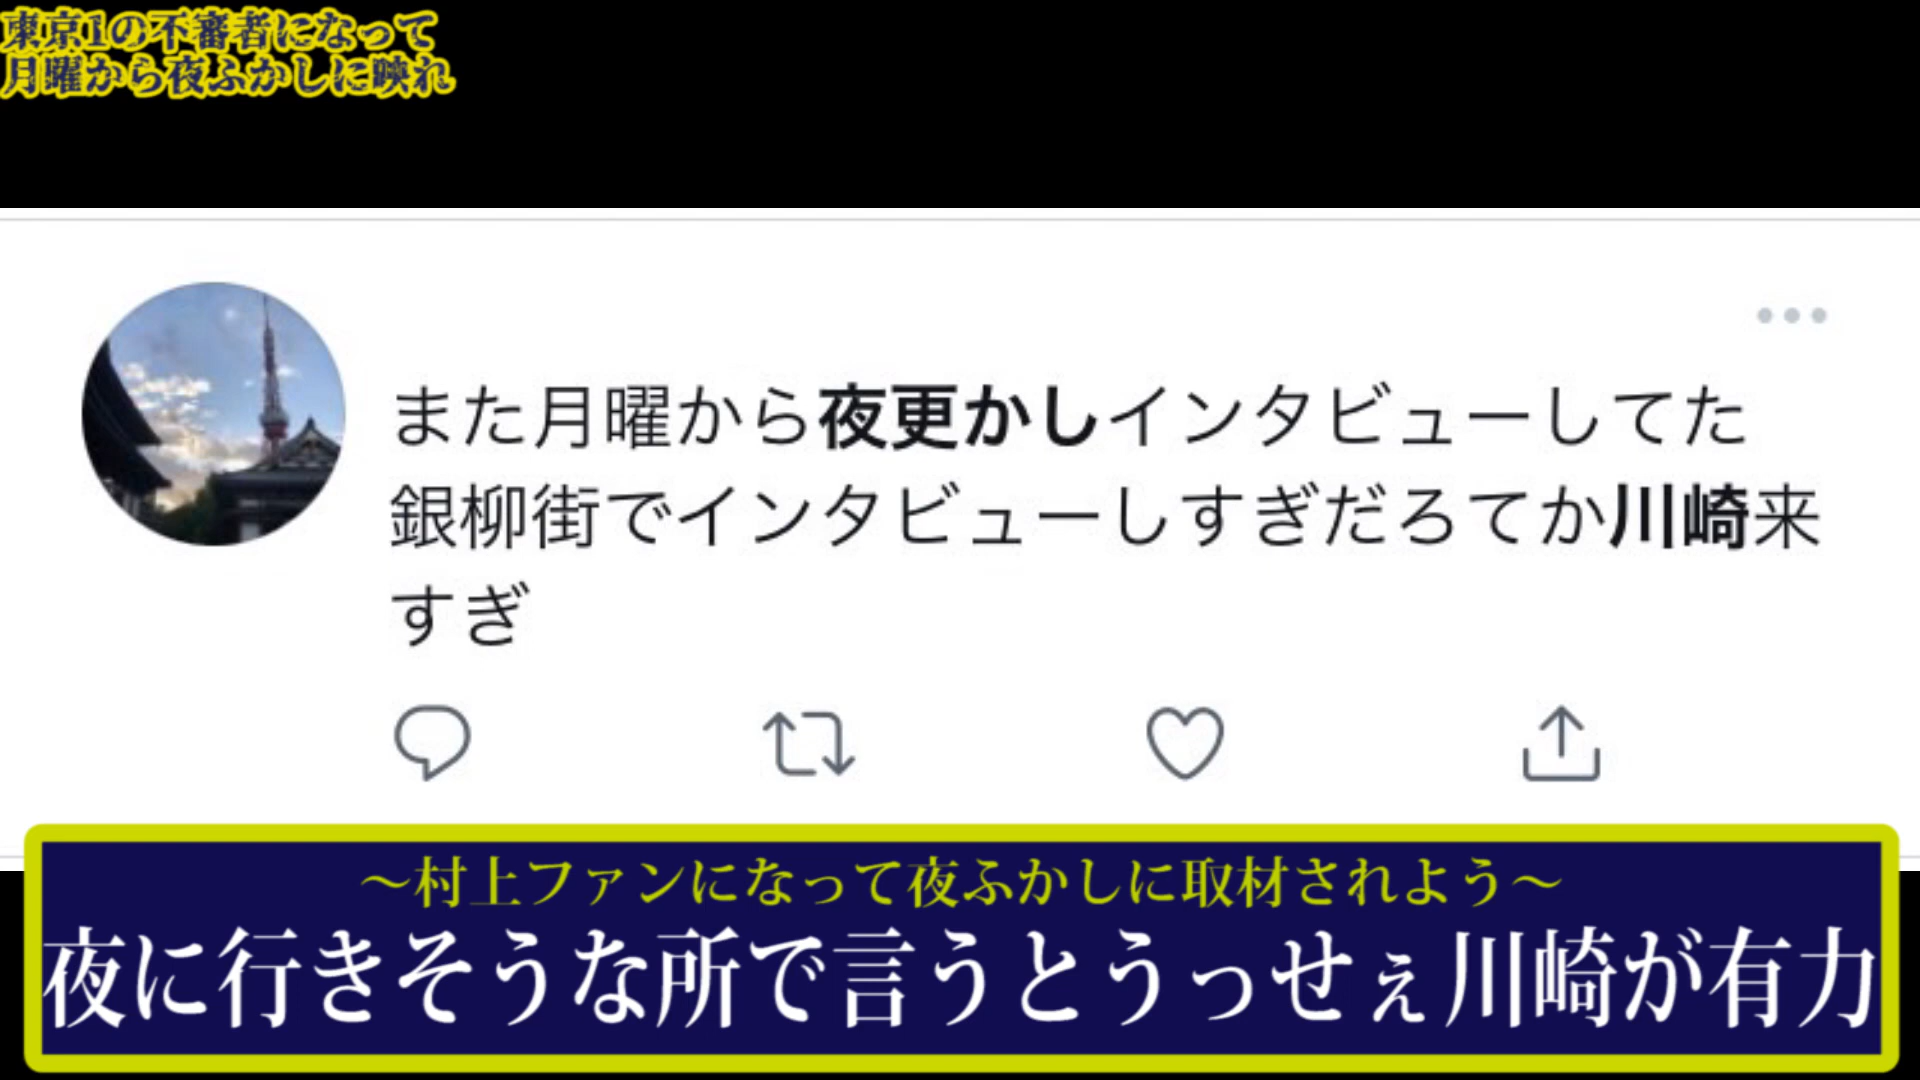 東京1の不審者になって
月曜から夜ふかしに映れ
また月曜から夜更かしインタビューしてた
銀柳街でインタビューしすぎだろてか川崎来
すぎ
～村上ファンになって夜ふかしに取材されよう～
夜に行きそうな所で言うとうっせぇ川崎が有力